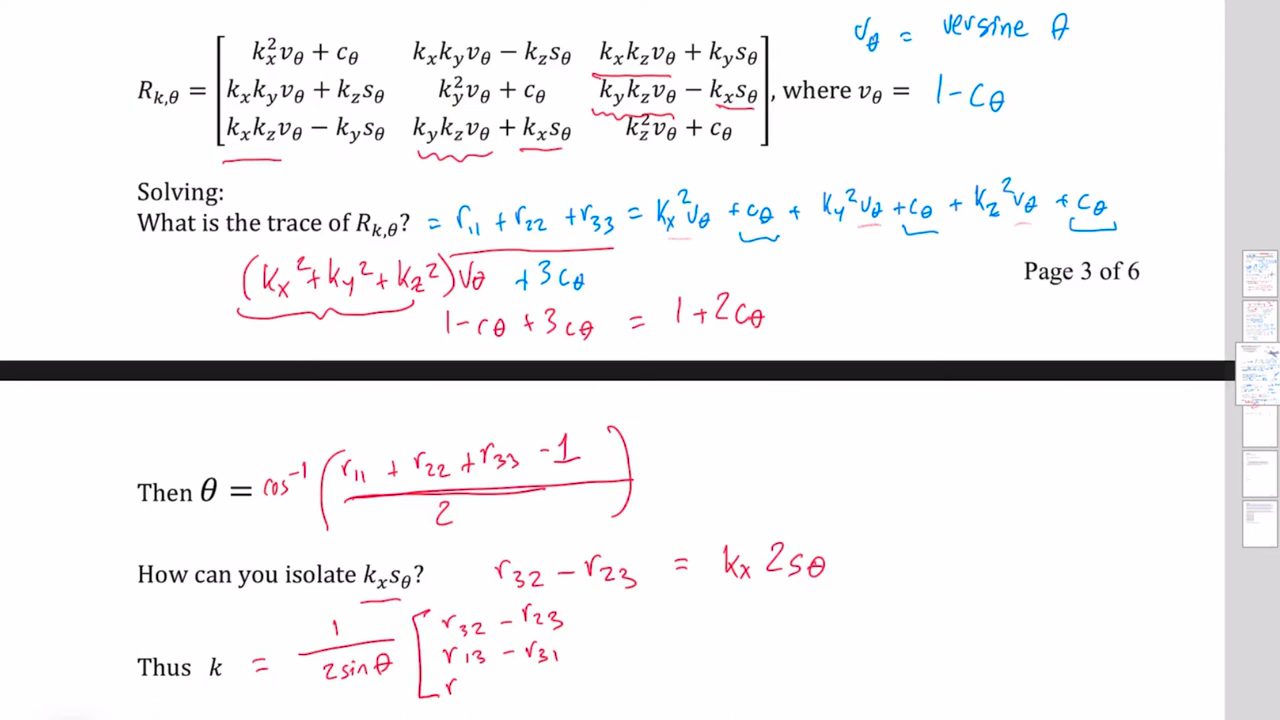 v_θ = versine θ
R_{k,θ} = [ k_x^2 v_θ + c_θ   k_x k_y v_θ − k_z s_θ   k_x k_z v_θ + k_y s_θ
k_x k_y v_θ + k_z s_θ   k_y^2 v_θ + c_θ   k_y k_z v_θ − k_x s_θ
k_x k_z v_θ − k_y s_θ   k_y k_z v_θ + k_x s_θ   k_z^2 v_θ + c_θ ], where v_θ = 1 − c_θ
Solving:
What is the trace of R_{k,θ}? = r_11 + r_22 + r_33 = k_x^2 v_θ + c_θ + k_y^2 v_θ + c_θ + k_z^2 v_θ + c_θ
(k_x^2 + k_y^2 + k_z^2) v_θ + 3c_θ
Page 3 of 6
1 − c_θ + 3c_θ = 1 + 2c_θ
Then θ = cos^{-1} ( (r_11 + r_22 + r_33 − 1) / 2 )
How can you isolate k_x s_θ? r_32 − r_23 = k_x 2s_θ
Thus k = 1 / (2 sin θ) [ r_32 − r_23
r_13 − r_31
r